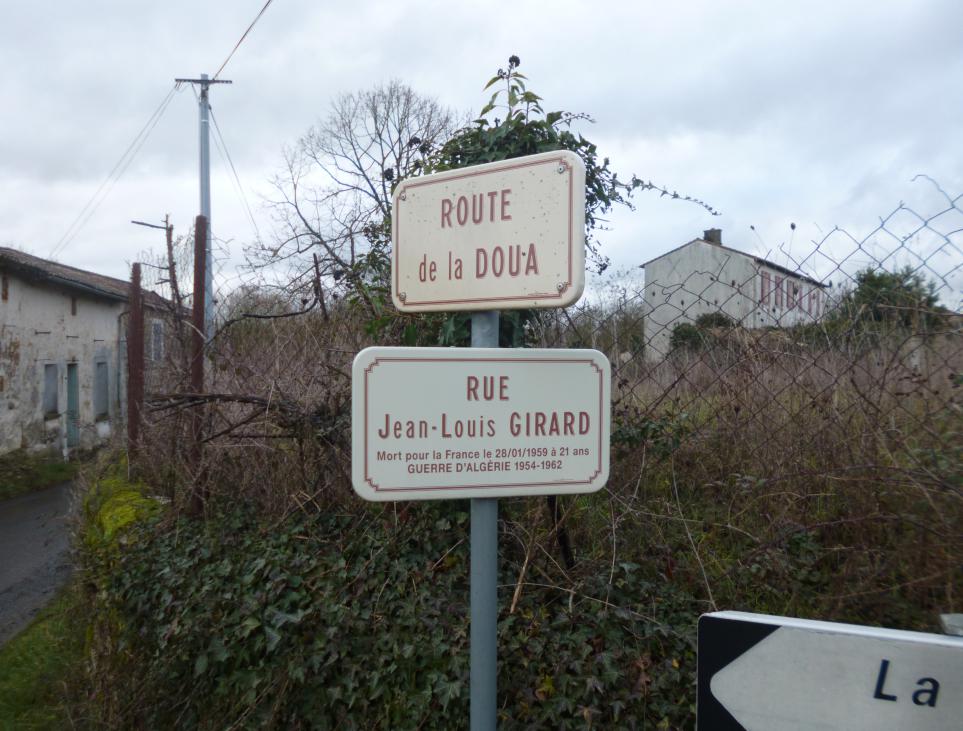 ROUTE
de la DOUA
RUE
Jean-Louis GIRARD
Mort pour la France le 28/01/1959 à 21 ans
GUERRE D'ALGÉRIE 1954-1962
La